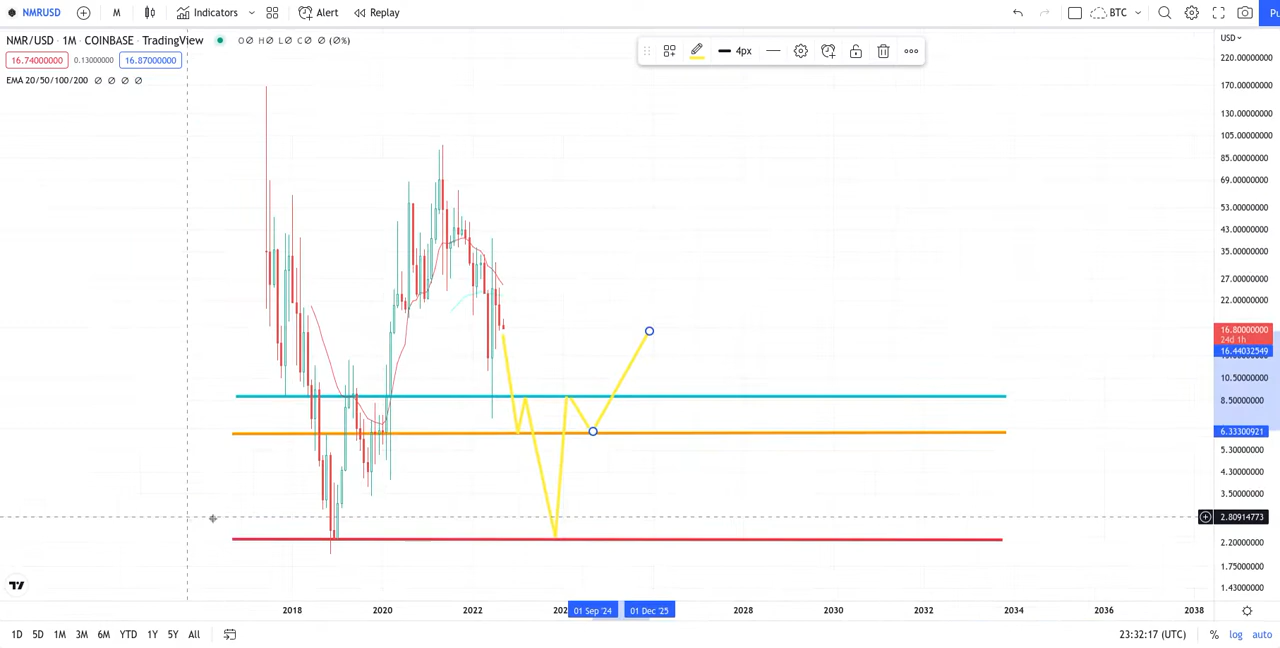 NMRUSD M Indicators Alert Replay BTC Pu
NMR/USD · 1M · COINBASE · TradingView O∅ H∅ L∅ C∅ ∅ (∅%)
16.74000000 0.13000000 16.87000000
EMA 20/50/100/200 ∅ ∅ ∅ ∅
4px
USD
220.00000000
170.00000000
130.00000000
105.00000000
85.00000000
69.00000000
53.00000000
43.00000000
35.00000000
27.00000000
22.00000000
16.80000000
24d 1h
16.44032549
10.50000000
8.50000000
6.33300921
5.30000000
4.30000000
3.50000000
2.80914773
2.20000000
1.75000000
1.43000000
2018 2020 2022 202 01 Sep '24 01 Dec '25 2028 2030 2032 2034 2036 2038
1D 5D 1M 3M 6M YTD 1Y 5Y All 23:32:17 (UTC) % log auto